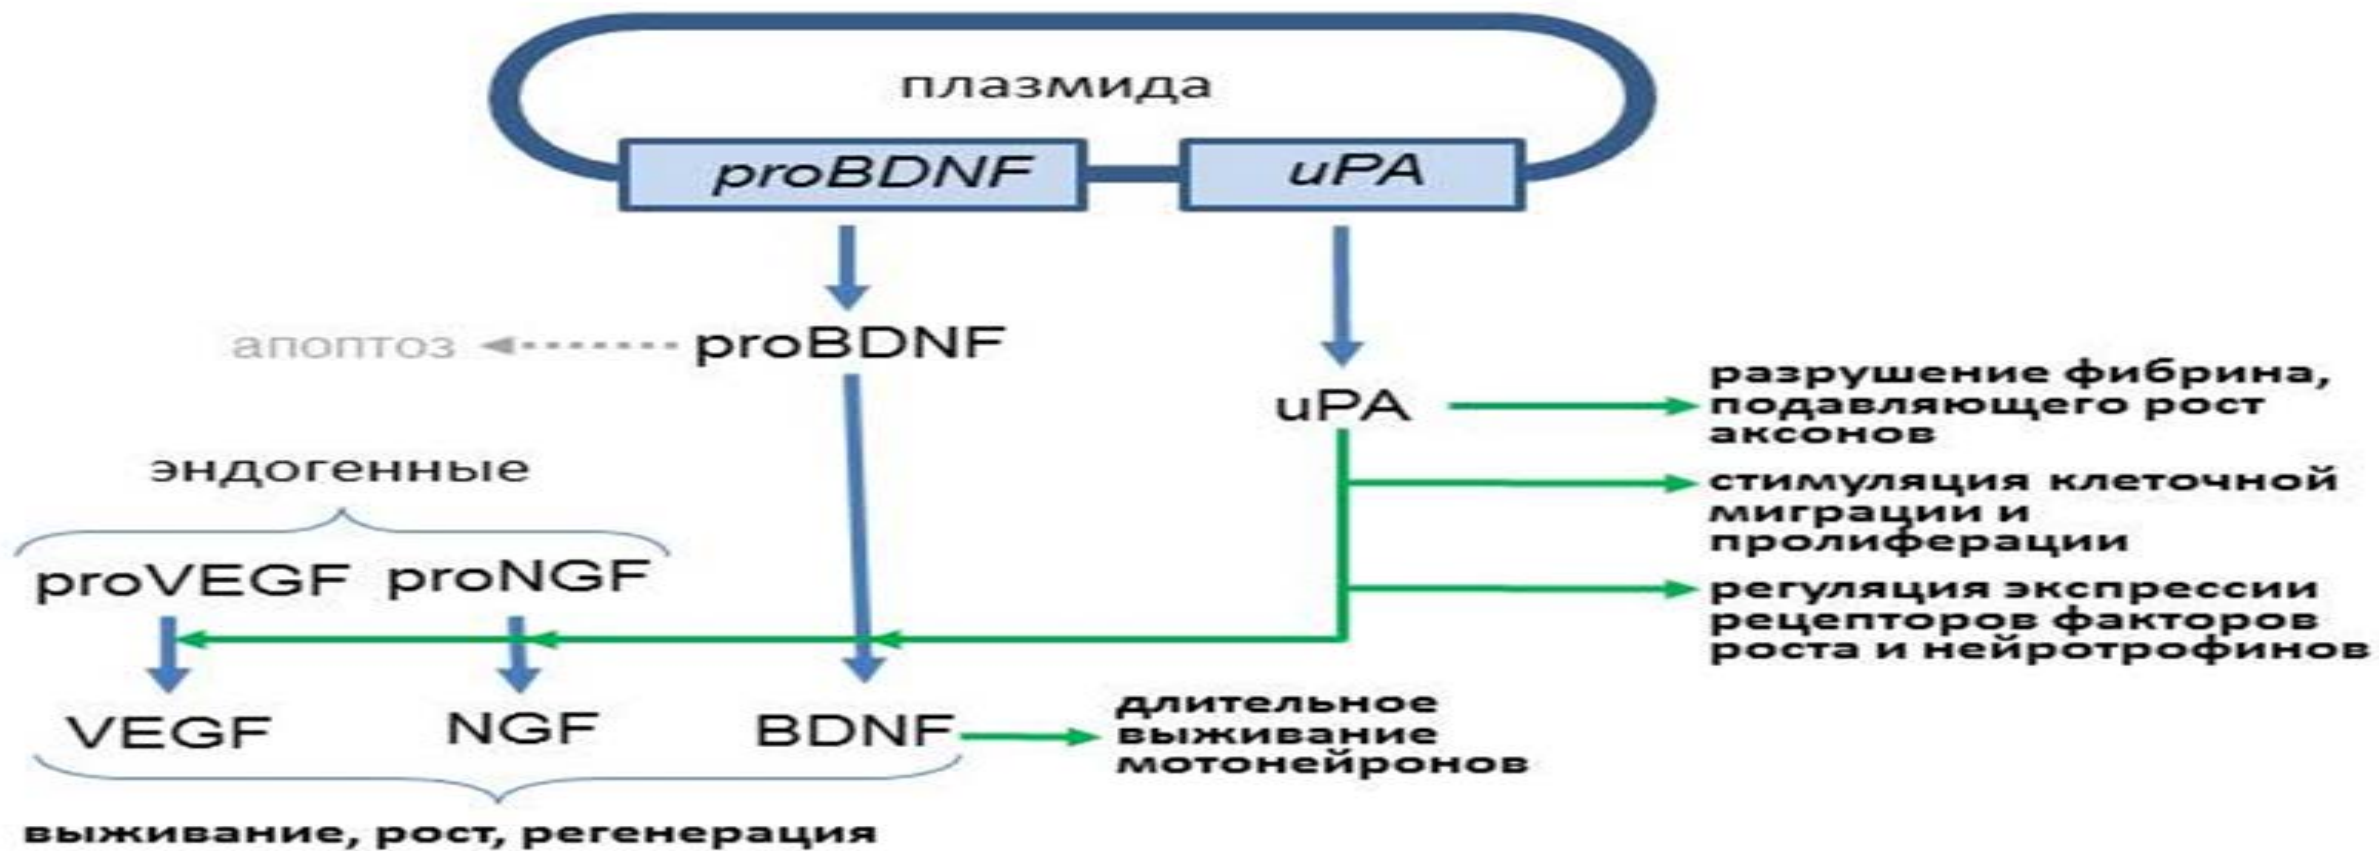 плазмида
proBDNF
uPA
апоптоз
proBDNF
uPA
разрушение фибрина,
подавляющего рост
аксонов
эндогенные
стимуляция клеточной
миграции и
пролиферации
proVEGF
proNGF
регуляция экспрессии
рецепторов факторов
роста и нейротрофинов
VEGF
NGF
BDNF
длительное
выживание
мотонейронов
выживание, рост, регенерация